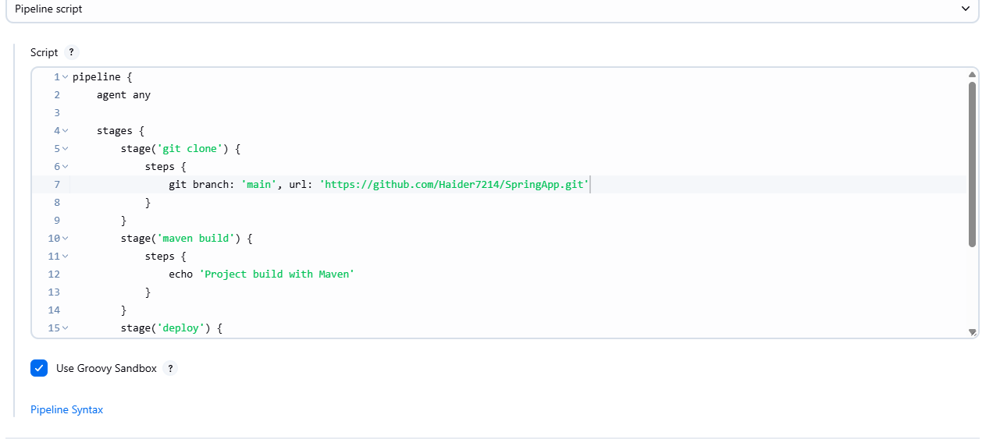 Pipeline script
Script ?
1 pipeline {
2     agent any
3
4     stages {
5         stage('git clone') {
6             steps {
7                 git branch: 'main', url: 'https://github.com/Haider7214/SpringApp.git'
8             }
9         }
10         stage('maven build') {
11             steps {
12                 echo 'Project build with Maven'
13             }
14         }
15         stage('deploy') {
Use Groovy Sandbox ?
Pipeline Syntax